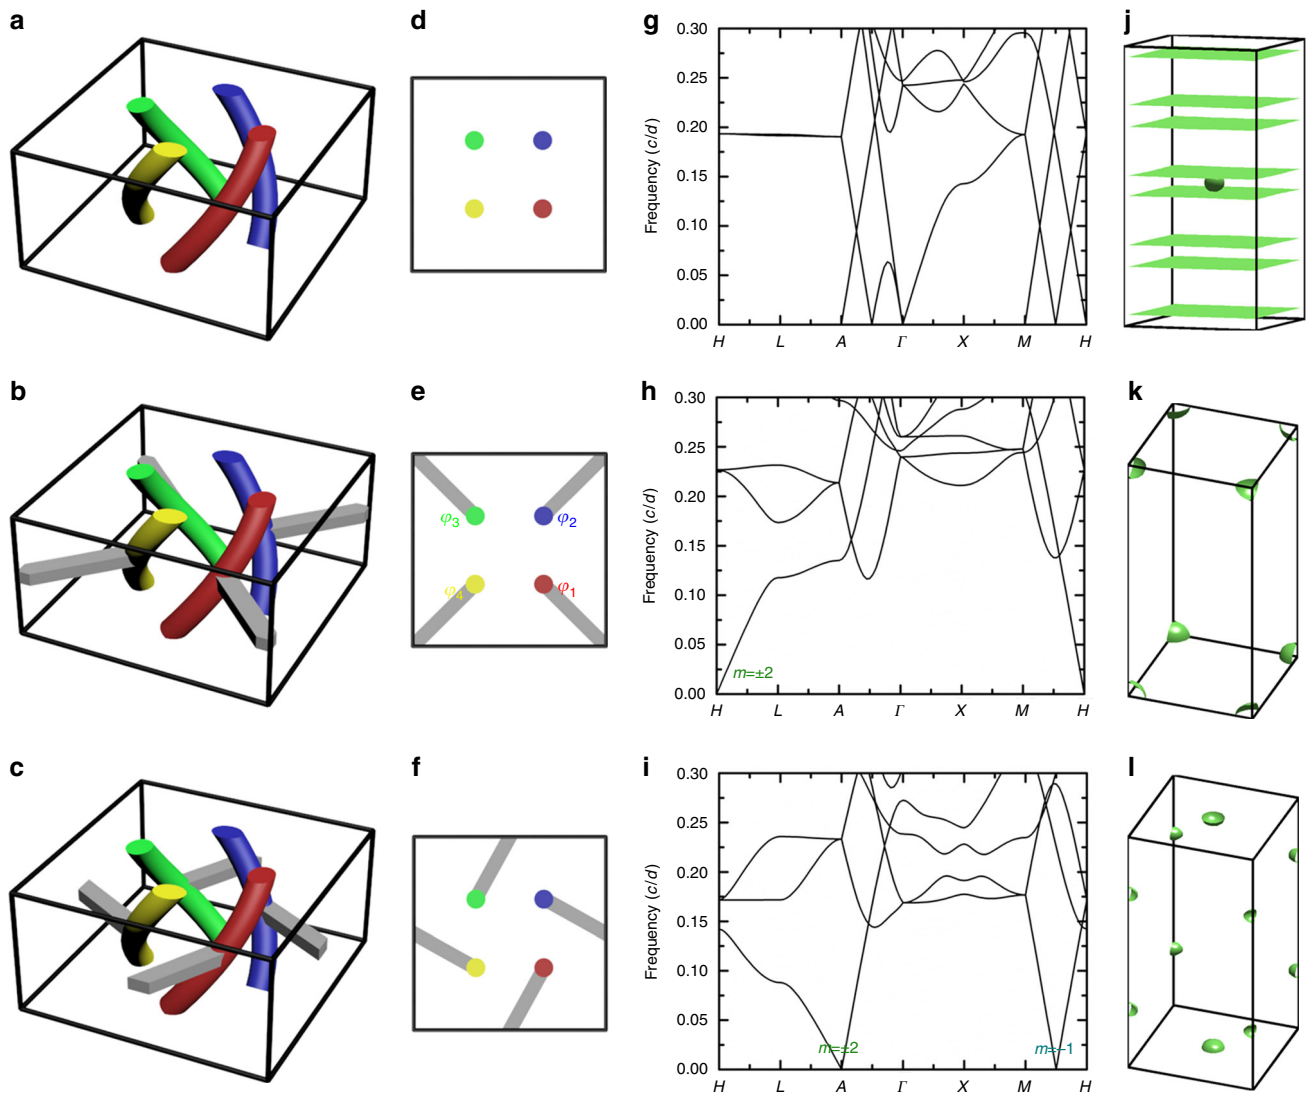 a
d
g
j
0.30
0.25
0.20
0.15
0.10
0.05
0.00
Frequency (c/d)
H L A Γ X M H
b
e
h
k
φ3 φ2
φ4 φ1
0.30
0.25
0.20
0.15
0.10
0.05
0.00
Frequency (c/d)
m=±2
H L A Γ X M H
c
f
i
l
0.30
0.25
0.20
0.15
0.10
0.05
0.00
Frequency (c/d)
m=±2 m=−1
H L A Γ X M H